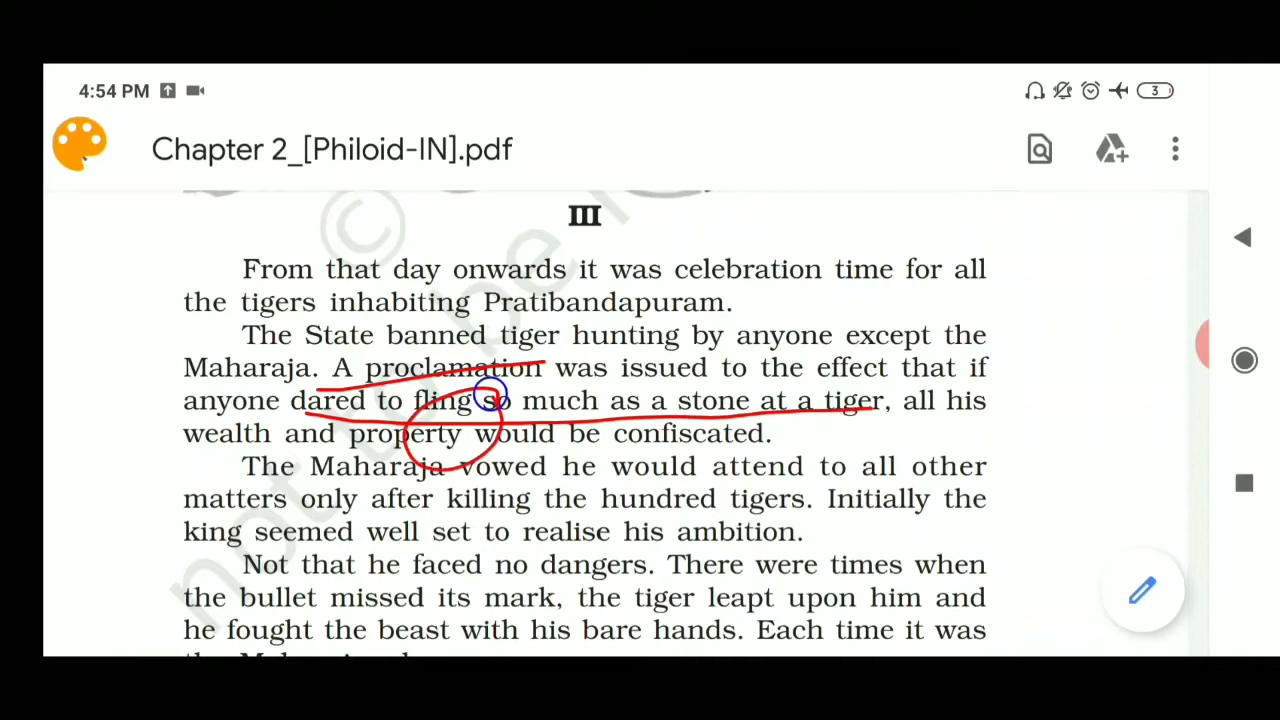 4:54 PM
3
Chapter 2_[Philoid-IN].pdf
III
From that day onwards it was celebration time for all
the tigers inhabiting Pratibandapuram.
The State banned tiger hunting by anyone except the
Maharaja. A proclamation was issued to the effect that if
anyone dared to fling so much as a stone at a tiger, all his
wealth and property would be confiscated.
The Maharaja vowed he would attend to all other
matters only after killing the hundred tigers. Initially the
king seemed well set to realise his ambition.
Not that he faced no dangers. There were times when
the bullet missed its mark, the tiger leapt upon him and
he fought the beast with his bare hands. Each time it was
© not to be